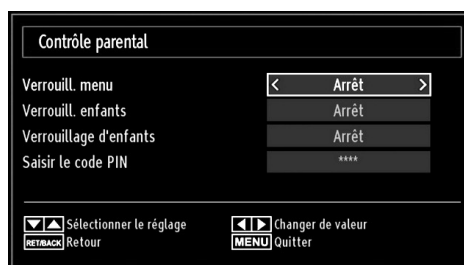 Contrôle parental
Verrouill. menu < Arrêt >
Verrouill. enfants Arrêt
Verrouillage d'enfants Arrêt
Saisir le code PIN ****
Sélectionner le réglage Changer de valeur
RET/BACK Retour MENU Quitter